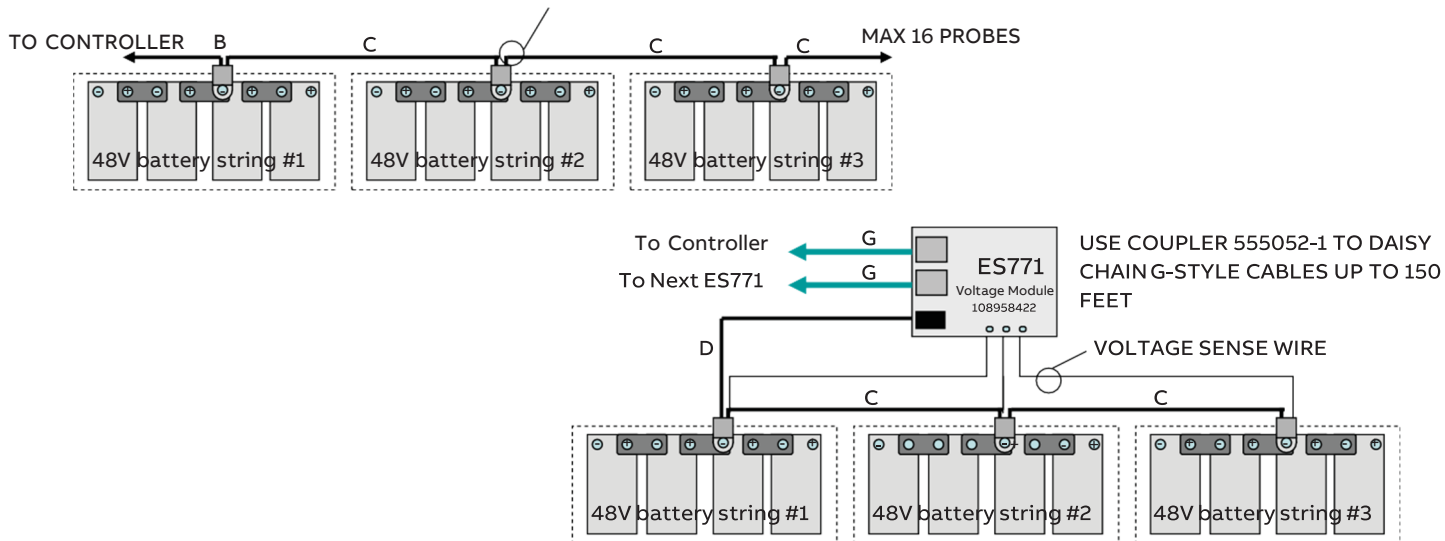 TO CONTROLLER B C C C MAX 16 PROBES
48V battery string #1 48V battery string #2 48V battery string #3
To Controller G
To Next ES771 G
ES771
Voltage Module
108958422
USE COUPLER 555052-1 TO DAISY
CHAIN G-STYLE CABLES UP TO 150
FEET
D
VOLTAGE SENSE WIRE
C C
48V battery string #1 48V battery string #2 48V battery string #3